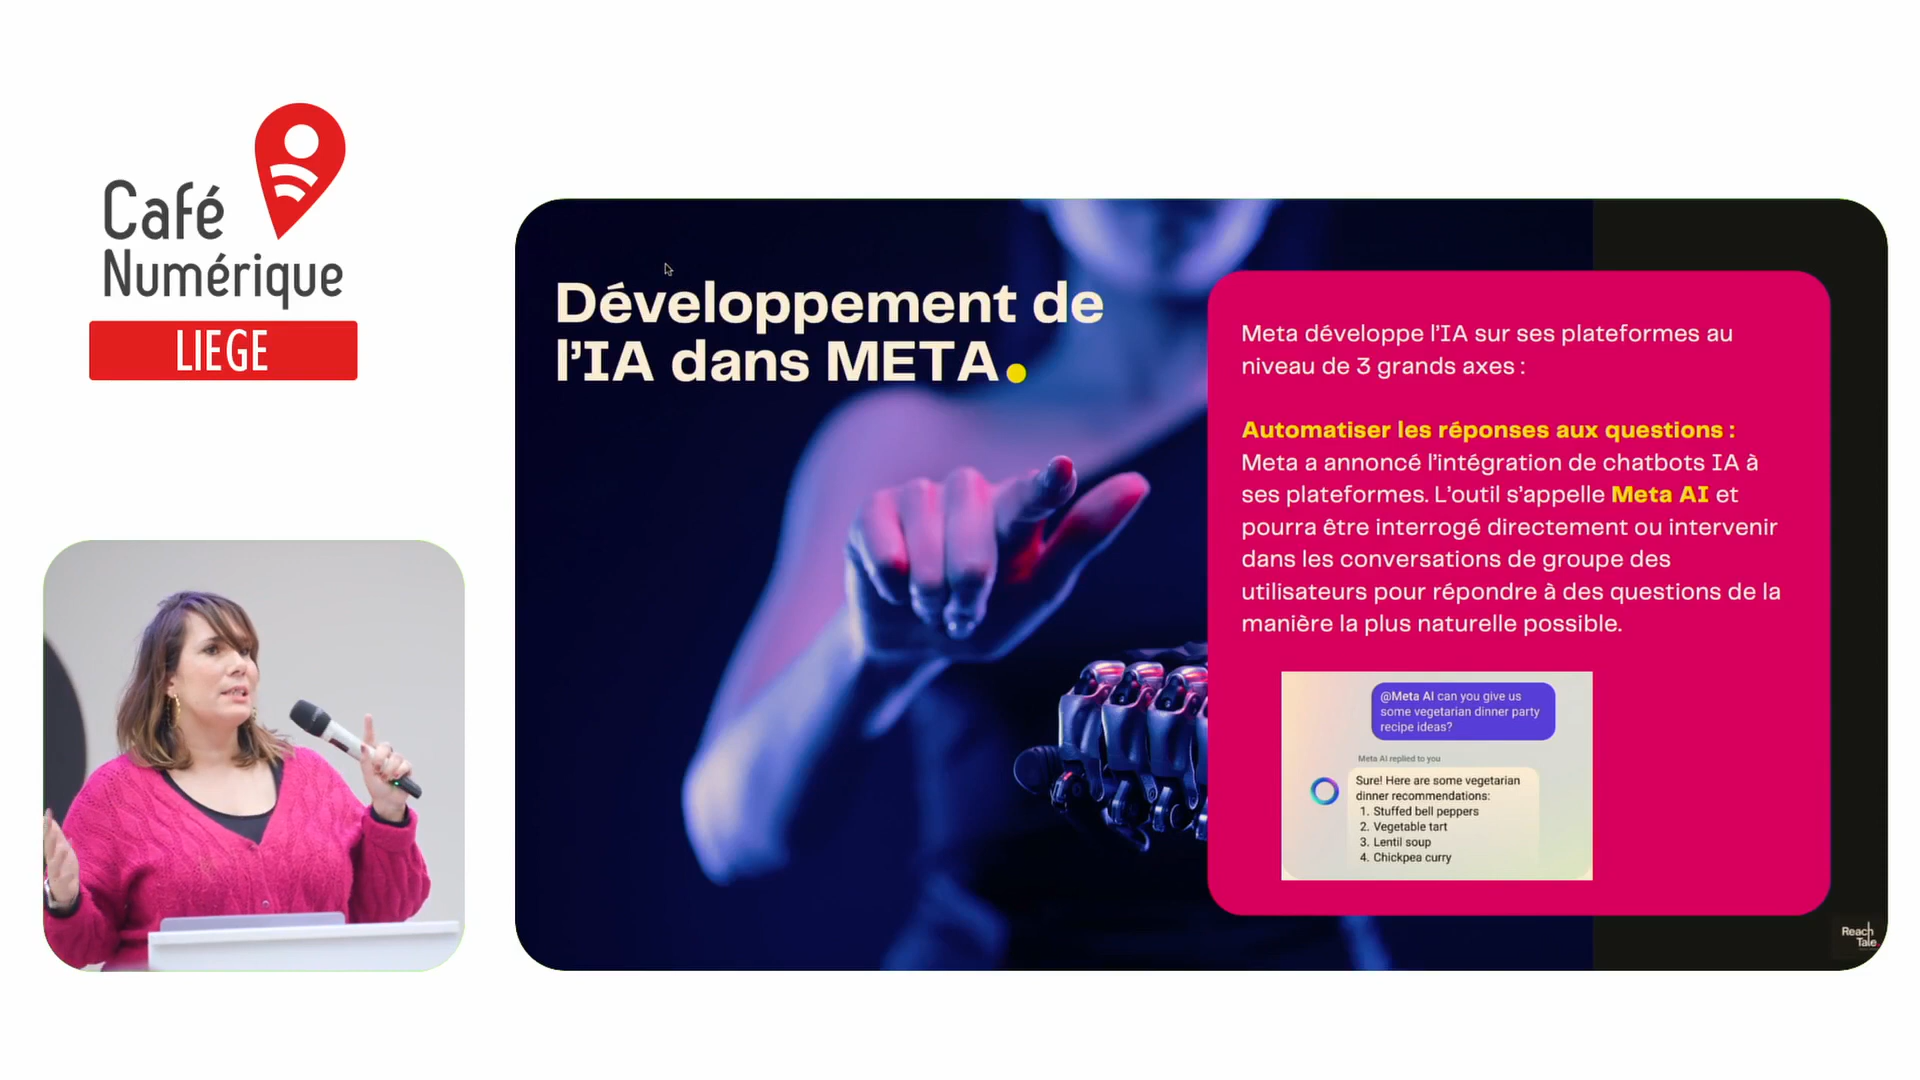 Café
Numérique
LIEGE
Développement de
l’IA dans META.
Meta développe l’IA sur ses plateformes au
niveau de 3 grands axes :
Automatiser les réponses aux questions :
Meta a annoncé l’intégration de chatbots IA à
ses plateformes. L’outil s’appelle Meta AI et
pourra être interrogé directement ou intervenir
dans les conversations de groupe des
utilisateurs pour répondre à des questions de la
manière la plus naturelle possible.
@Meta AI can you give us
some vegetarian dinner party
recipe ideas?
Meta AI replied to you
Sure! Here are some vegetarian
dinner recommendations:
1. Stuffed bell peppers
2. Vegetable tart
3. Lentil soup
4. Chickpea curry
Reach
Tale.